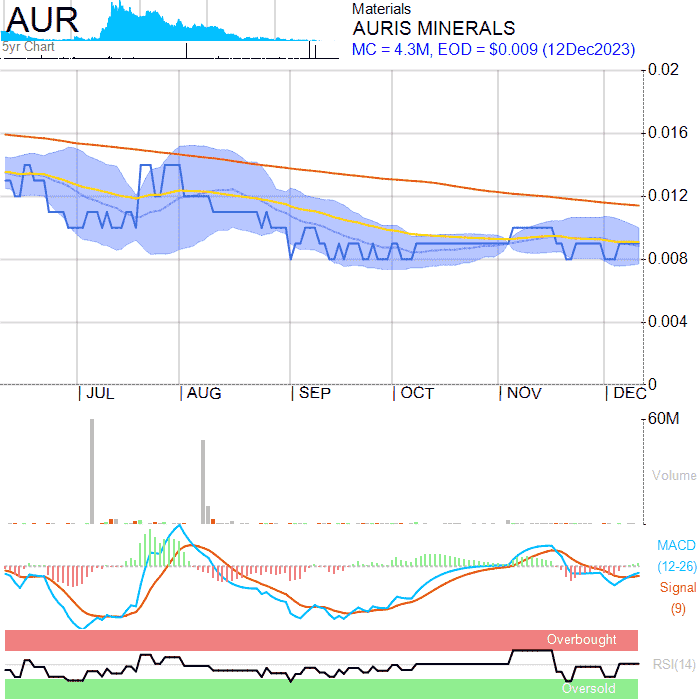 AUR
5yr Chart
Materials
AURIS MINERALS
MC = 4.3M, EOD = $0.009 (12Dec2023)
0.02
0.016
0.012
0.008
0.004
0
| JUL | AUG | SEP | OCT | NOV | DEC
60M
Volume
MACD
(12-26)
Signal
(9)
Overbought
RSI(14)
Oversold